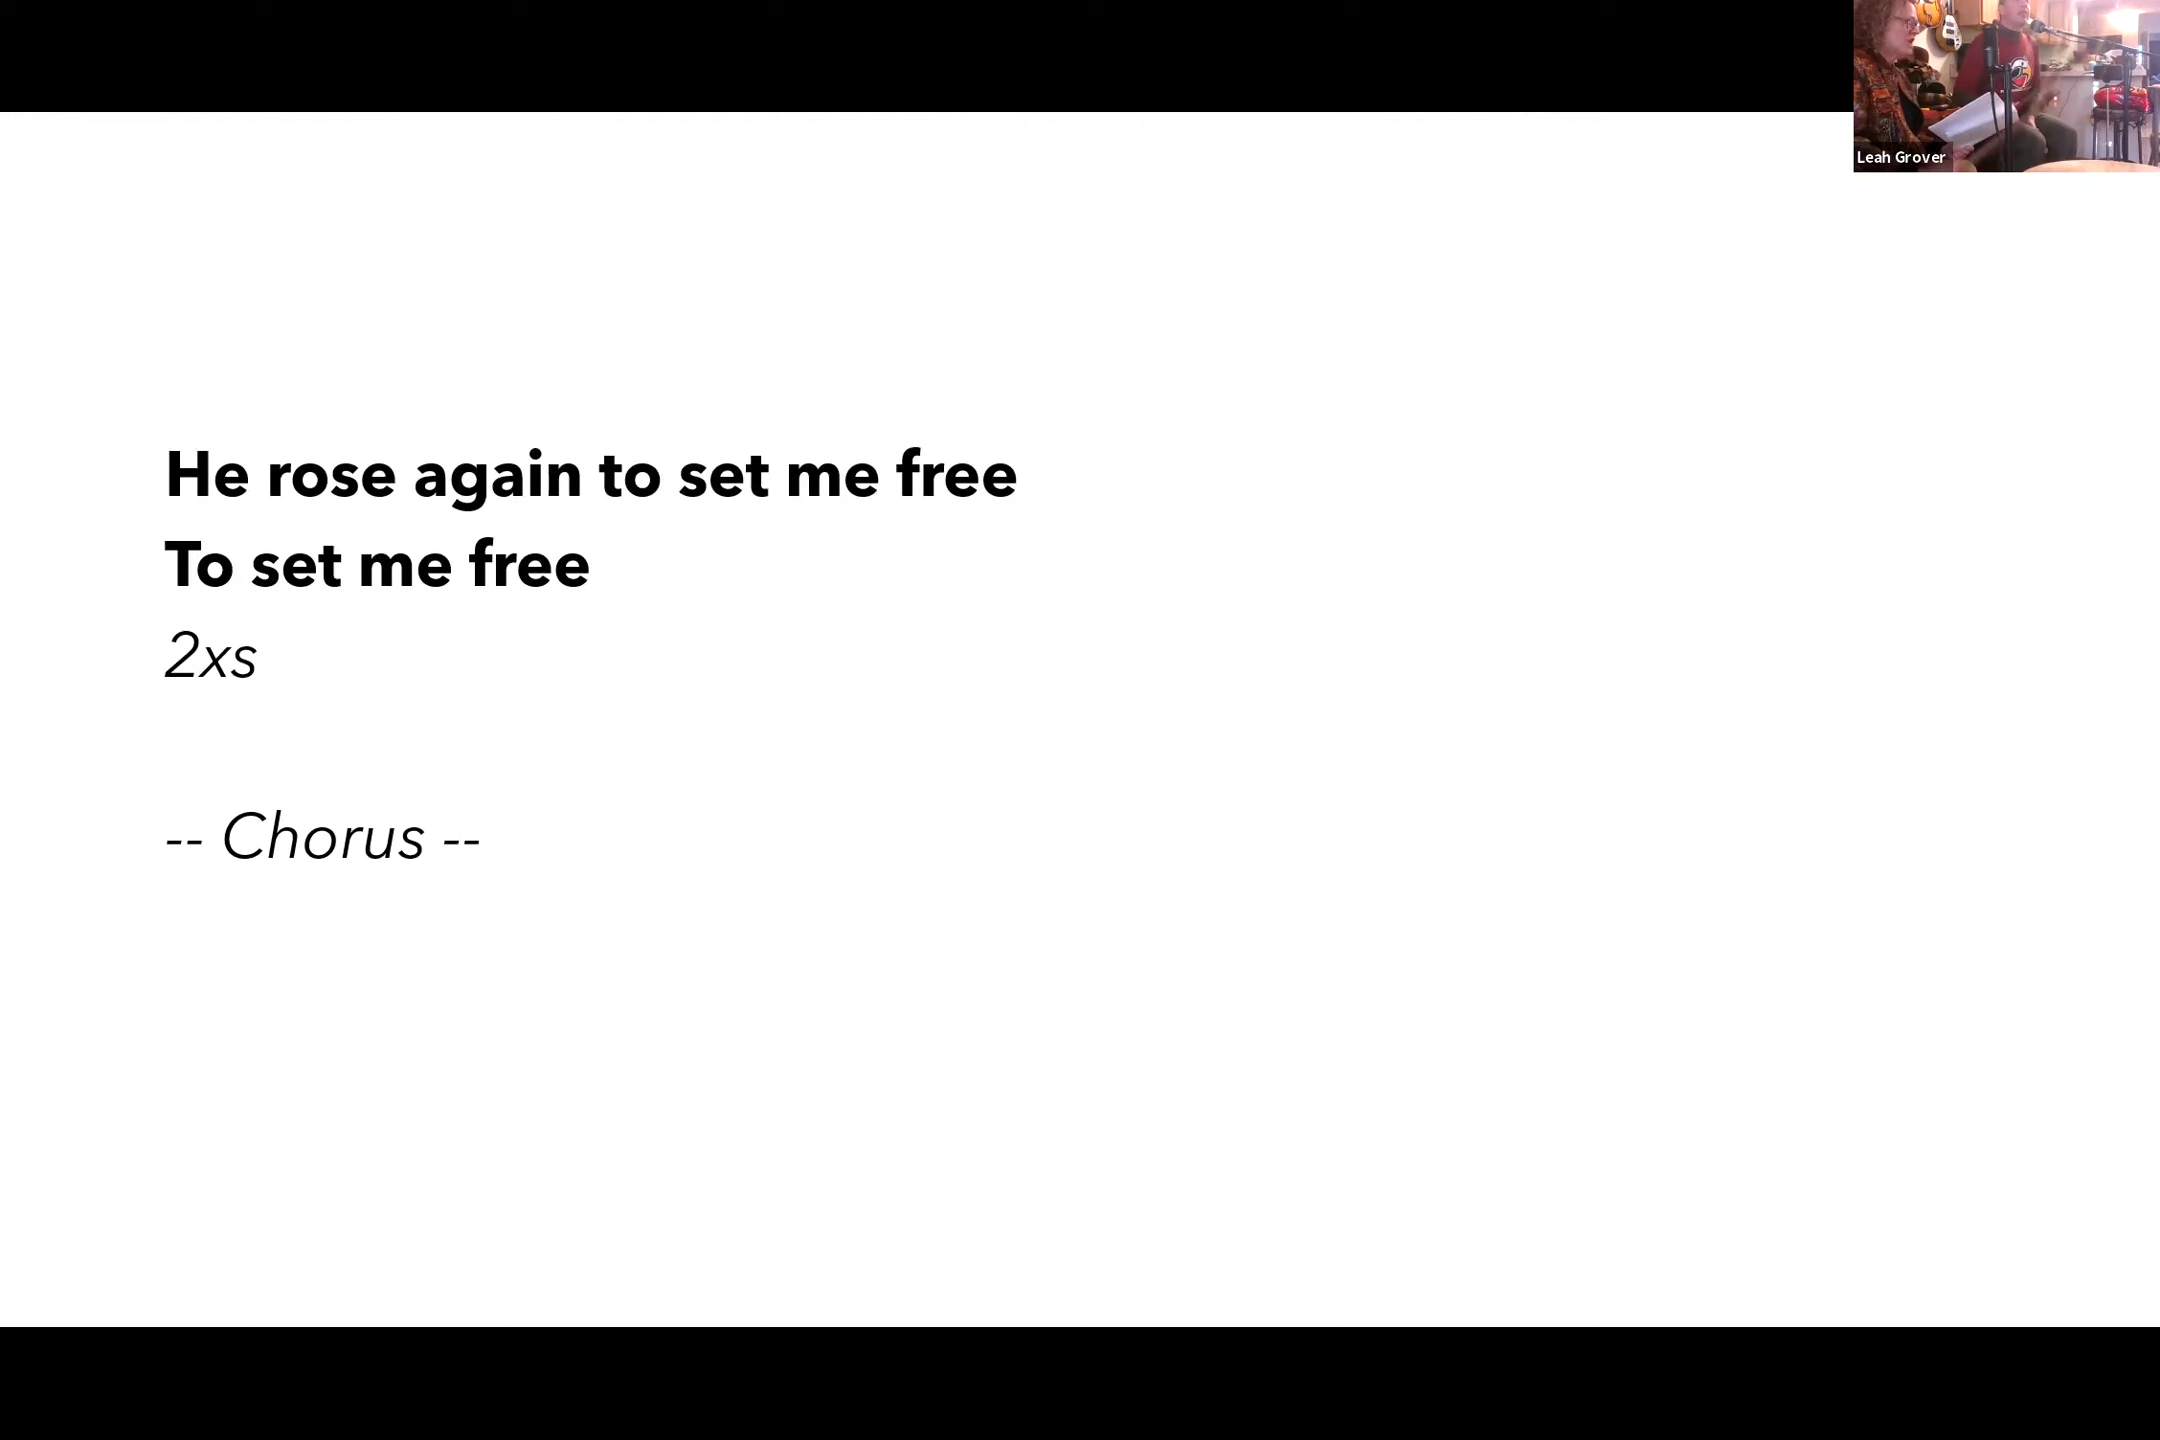 He rose again to set me free
To set me free
2xs
-- Chorus --
Leah Grover